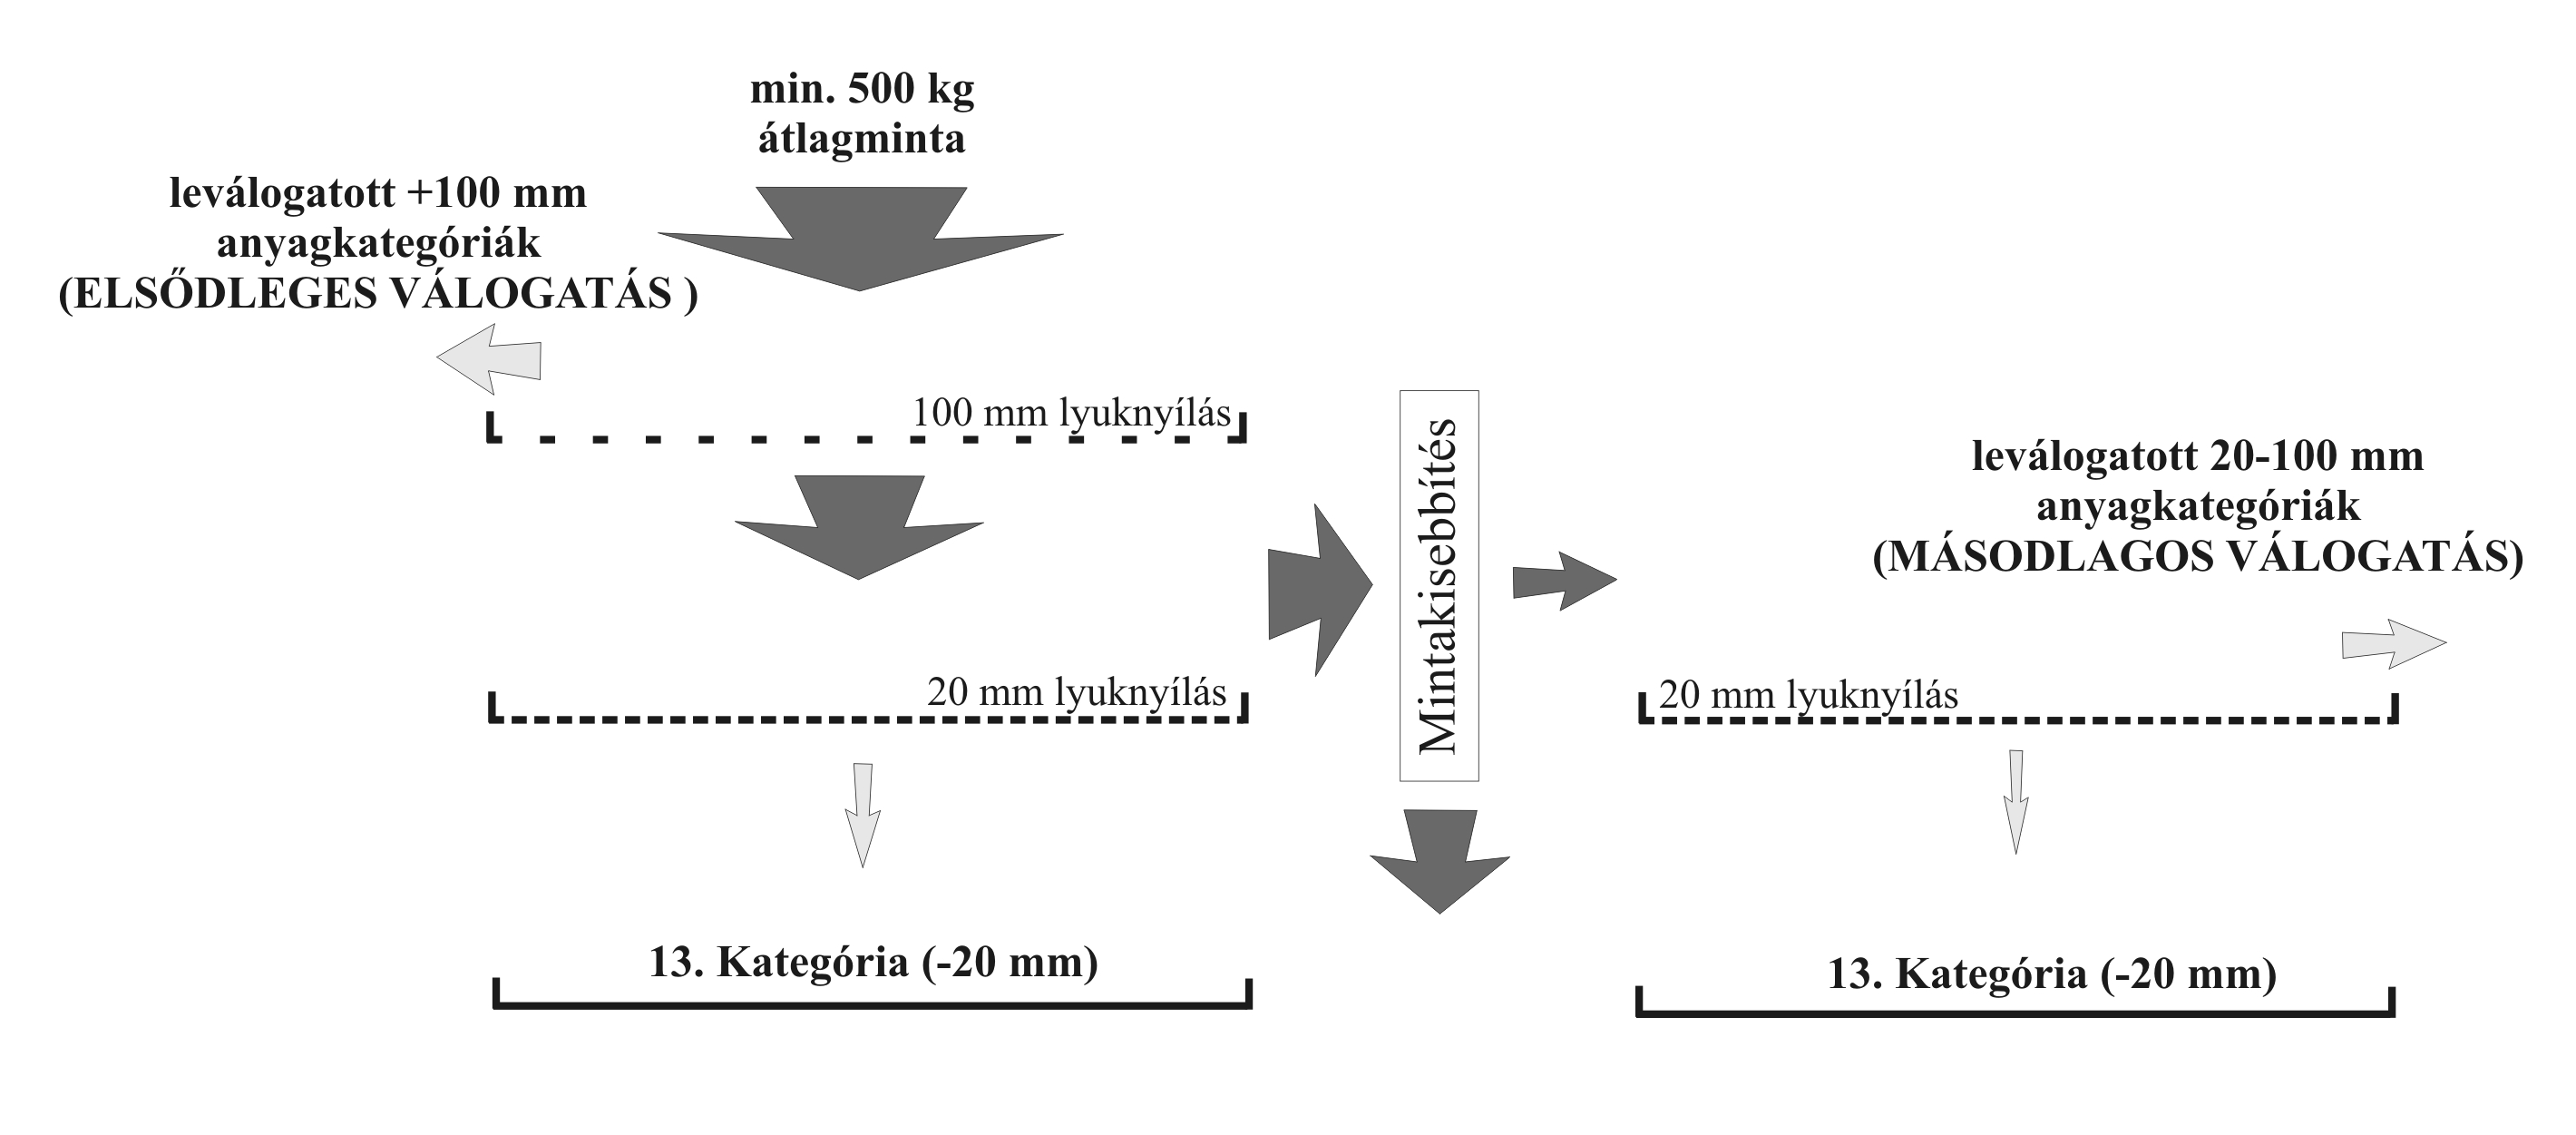 min. 500 kg
átlagminta
leválogatott +100 mm
anyagkategóriák
(ELSŐDLEGES VÁLOGATÁS )
100 mm lyuknyílás
20 mm lyuknyílás
13. Kategória (-20 mm)
Mintakisebbítés
leválogatott 20-100 mm
anyagkategóriák
(MÁSODLAGOS VÁLOGATÁS)
20 mm lyuknyílás
13. Kategória (-20 mm)